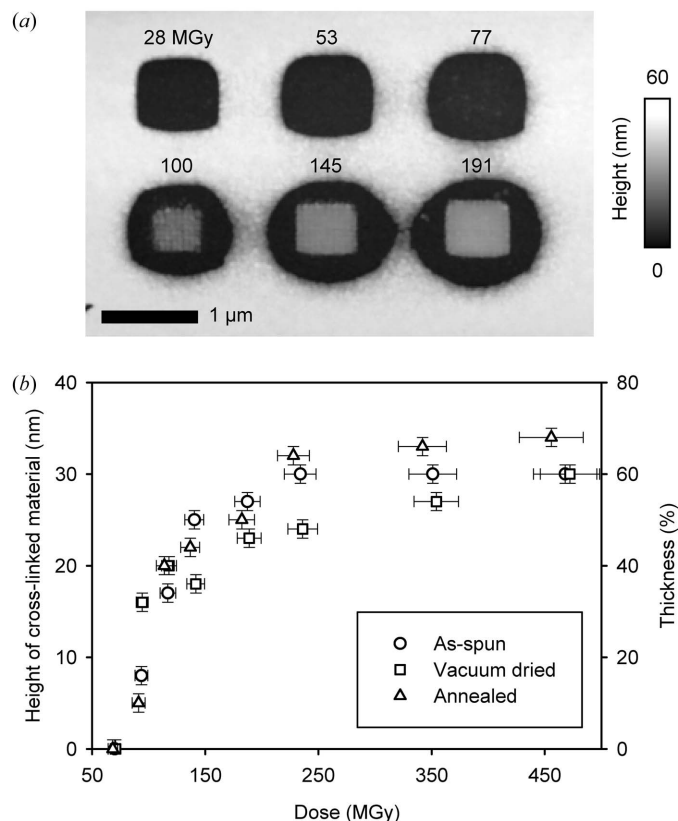 (a)
28 MGy 53 77
100 145 191
1 µm
60
Height (nm)
0
(b)
40
30
20
10
0
Height of cross-linked material (nm)
80
60
40
20
0
Thickness (%)
As-spun
Vacuum dried
Annealed
50 150 250 350 450
Dose (MGy)